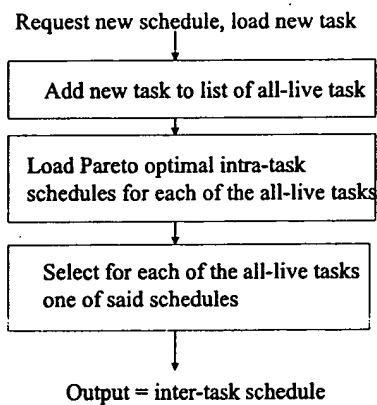 Request new schedule, load new task
Add new task to list of all-live task
Load Pareto optimal intra-task
schedules for each of the all-live tasks
Select for each of the all-live tasks
one of said schedules
Output = inter-task schedule